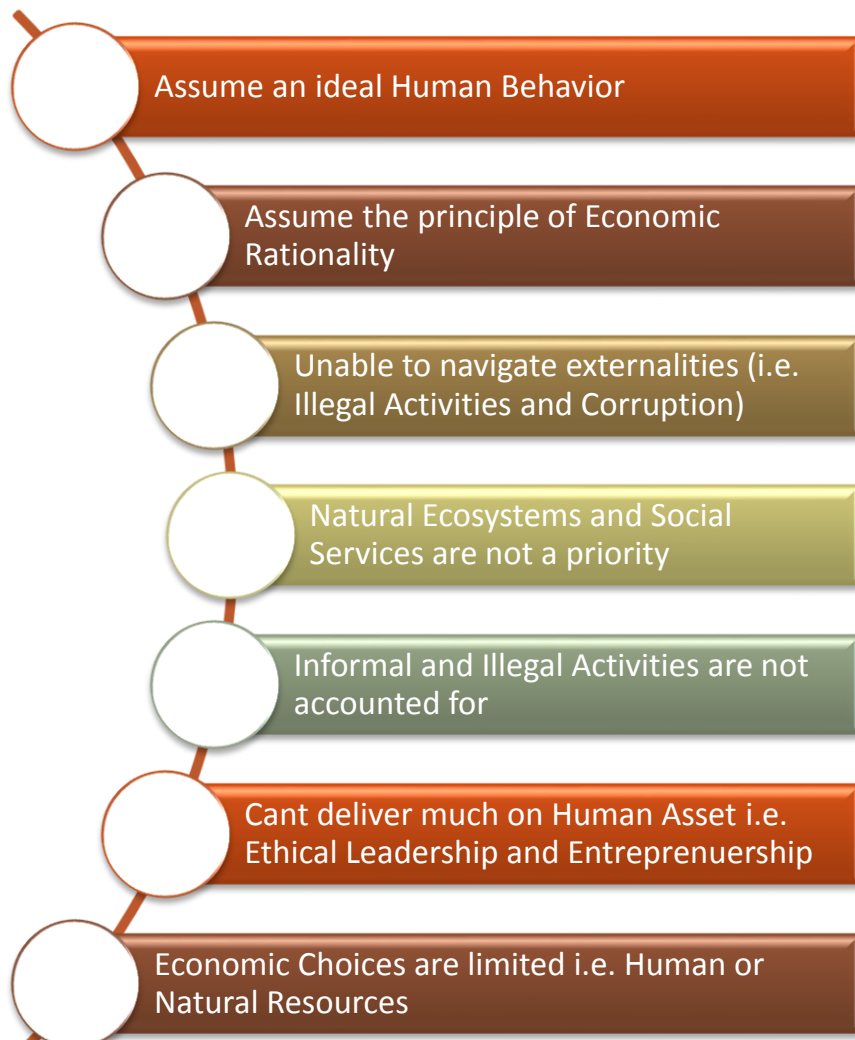 Assume an ideal Human Behavior
Assume the principle of Economic
Rationality
Unable to navigate externalities (i.e.
Illegal Activities and Corruption)
Natural Ecosystems and Social
Services are not a priority
Informal and Illegal Activities are not
accounted for
Cant deliver much on Human Asset i.e.
Ethical Leadership and Entreprenuership
Economic Choices are limited i.e. Human or
Natural Resources